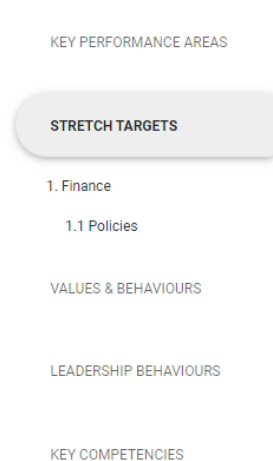 KEY PERFORMANCE AREAS
STRETCH TARGETS
1. Finance
1.1 Policies
VALUES & BEHAVIOURS
LEADERSHIP BEHAVIOURS
KEY COMPETENCIES